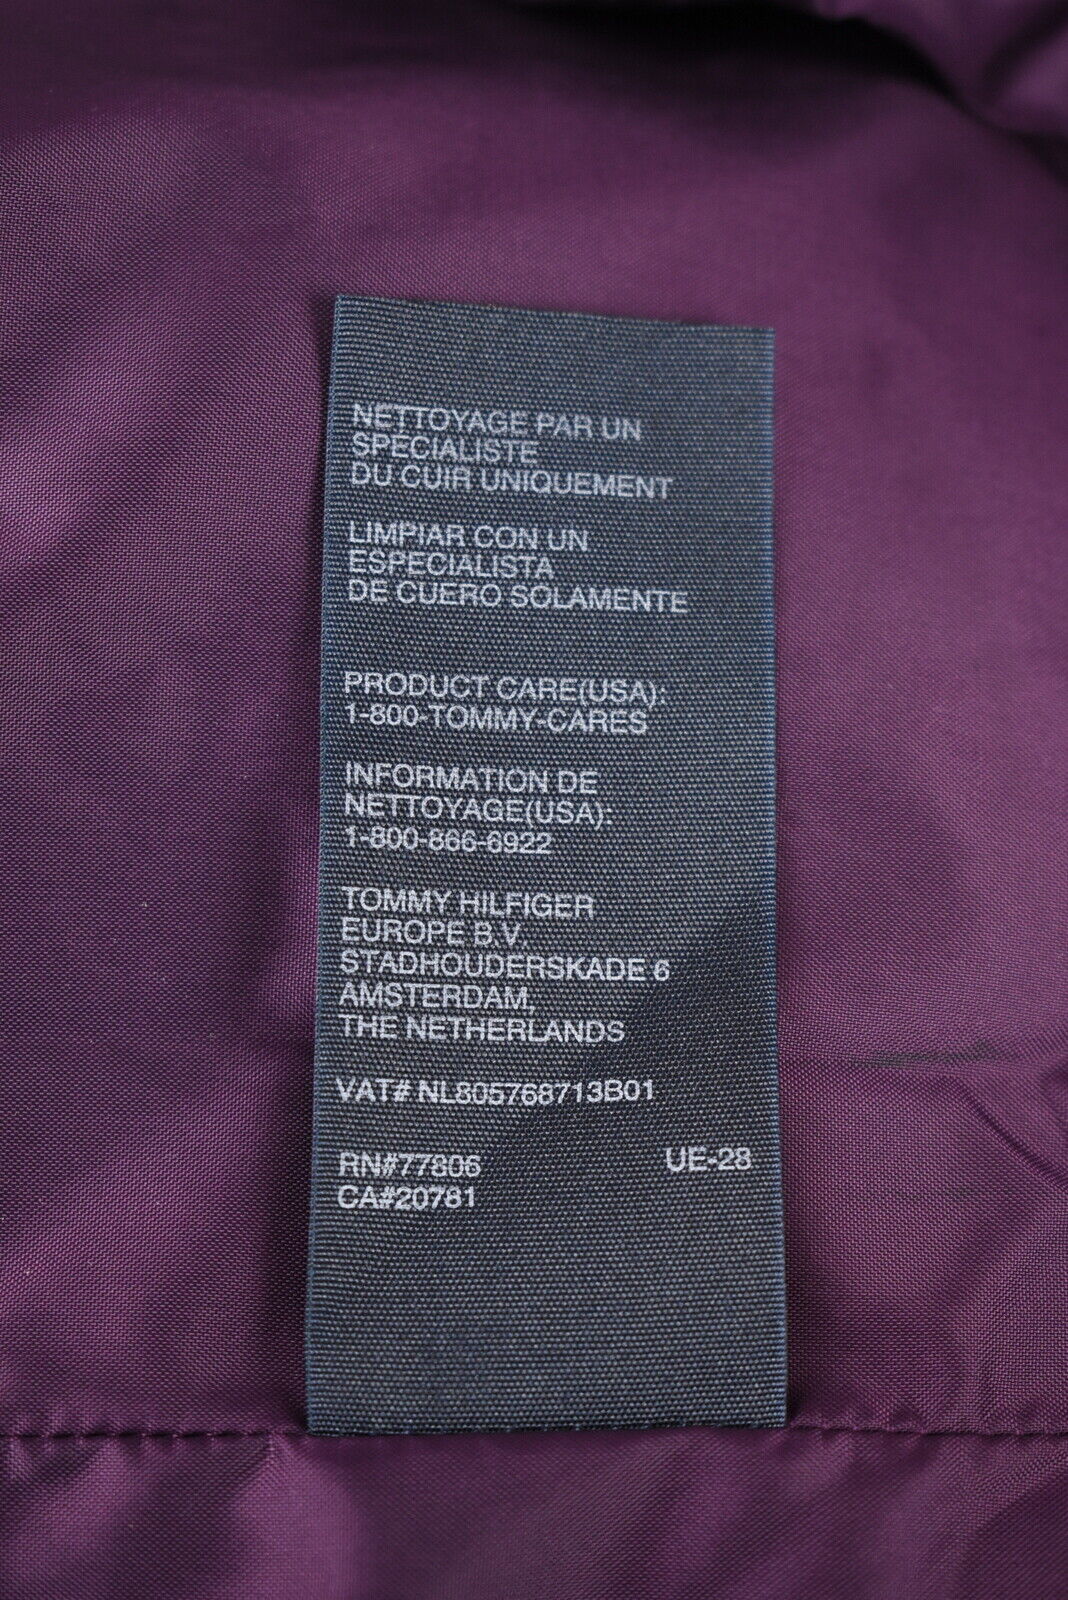 NETTOYAGE PAR UN
SPÉCIALISTE
DU CUIR UNIQUEMENT
LIMPIAR CON UN
ESPECIALISTA
DE CUERO SOLAMENTE
PRODUCT CARE(USA):
1-800-TOMMY-CARES
INFORMATION DE
NETTOYAGE(USA):
1-800-866-6922
TOMMY HILFIGER
EUROPE B.V.
STADHOUDERSKADE 6
AMSTERDAM,
THE NETHERLANDS
VAT# NL805768713B01
RN#77806 UE-28
CA#20781